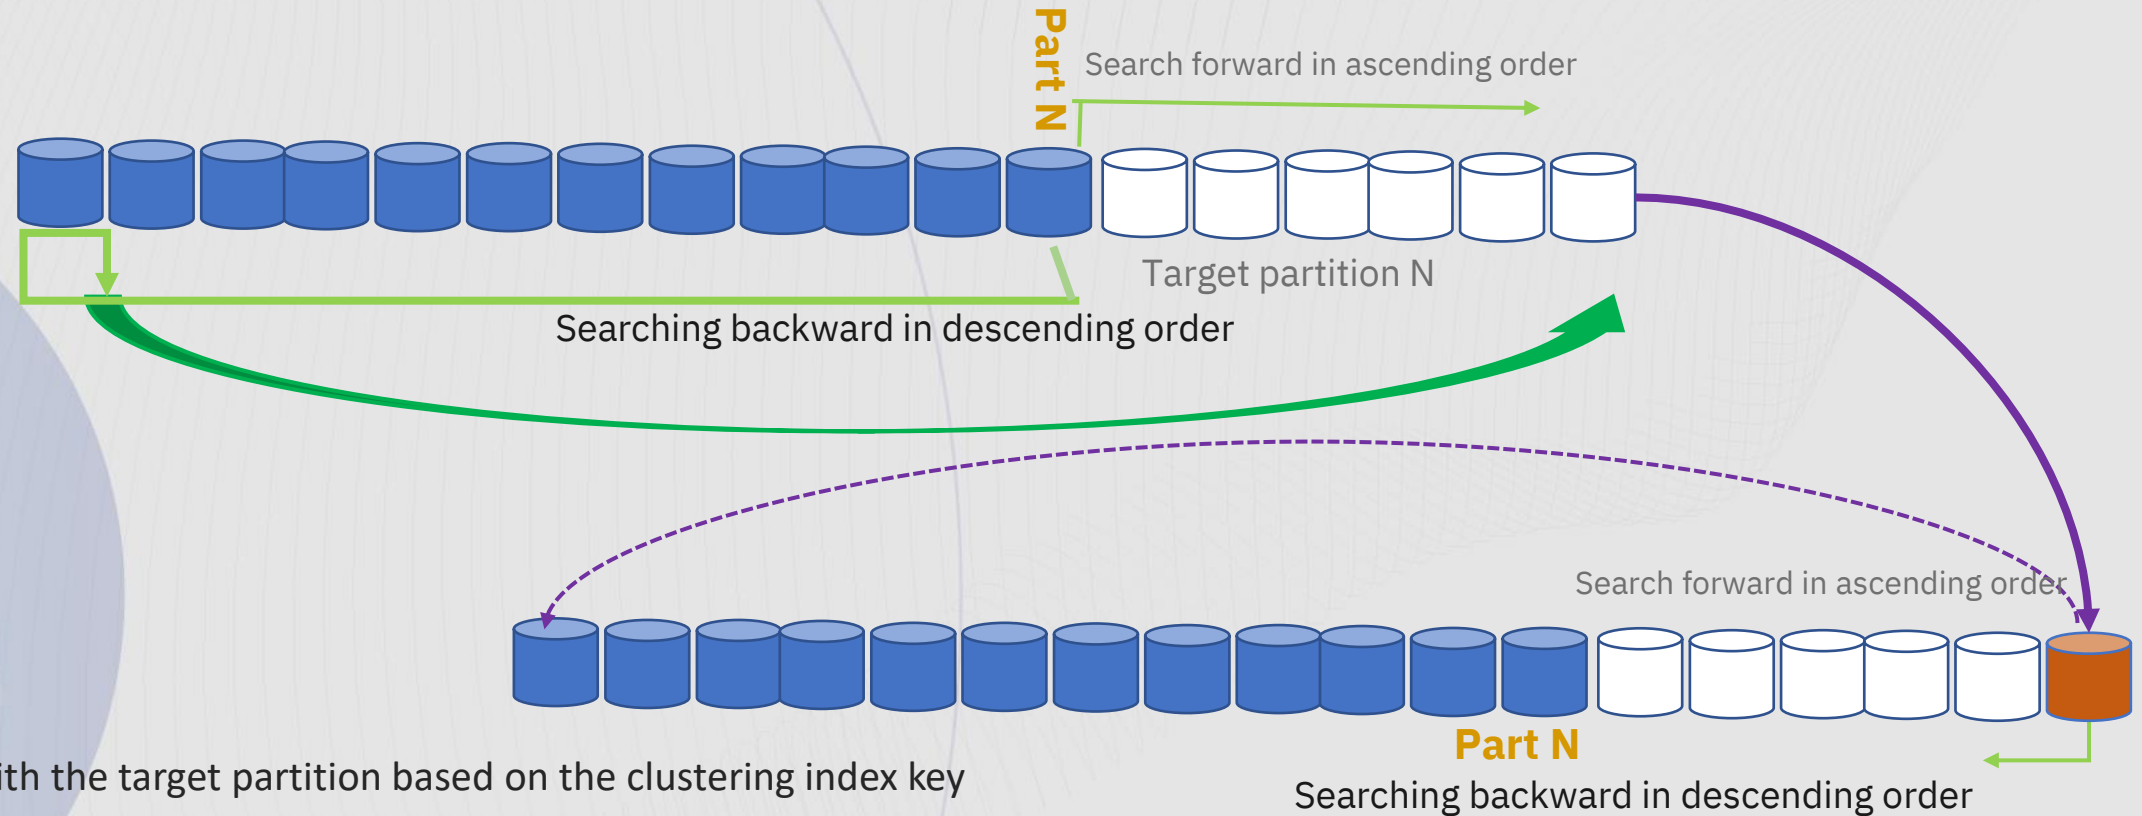 Part N
Search forward in ascending order
Target partition N
Searching backward in descending order
Search forward in ascending order
Part N
with the target partition based on the clustering index key
Searching backward in descending order